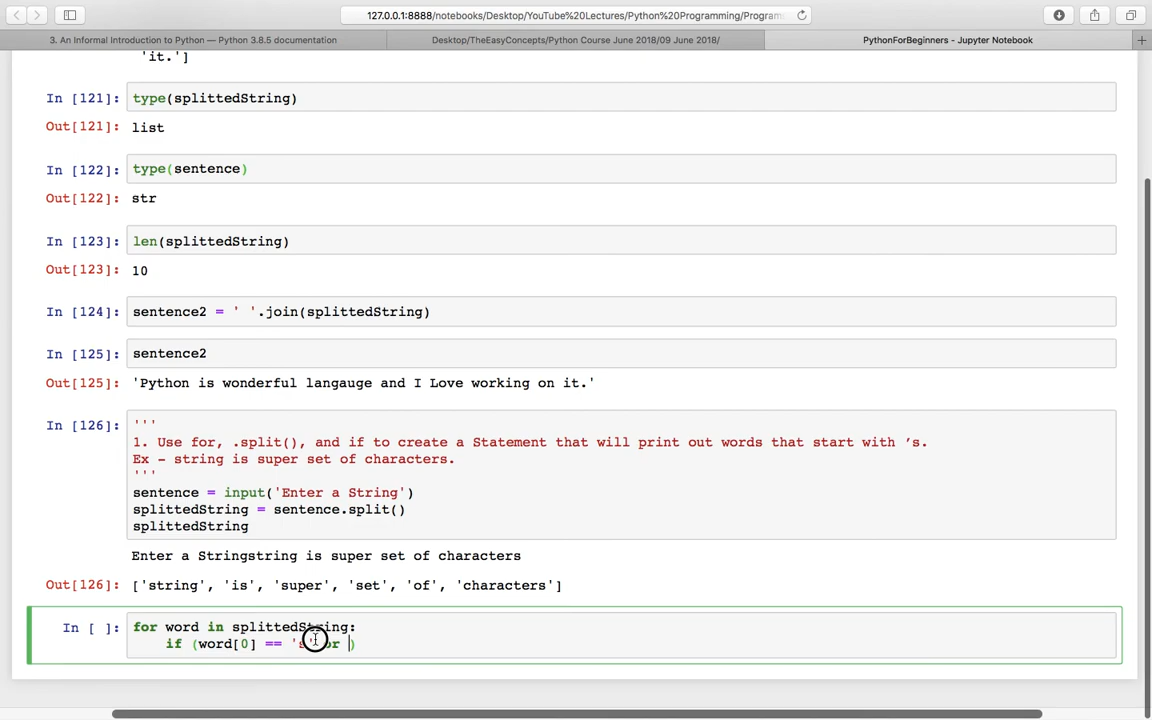 127.0.0.1:8888/notebooks/Desktop/YouTube%20Lectures/Python%20Programming/Program
3. An Informal Introduction to Python — Python 3.8.5 documentation
Desktop/TheEasyConcepts/Python Course June 2018/09 June 2018/
PythonForBeginners - Jupyter Notebook
'it.']
In [121]: type(splittedString)
Out[121]: list
In [122]: type(sentence)
Out[122]: str
In [123]: len(splittedString)
Out[123]: 10
In [124]: sentence2 = ' '.join(splittedString)
In [125]: sentence2
Out[125]: 'Python is wonderful langauge and I Love working on it.'
In [126]: '''
1. Use for, .split(), and if to create a Statement that will print out words that start with ’s.
Ex - string is super set of characters.
'''
sentence = input('Enter a String')
splittedString = sentence.split()
splittedString
Enter a Stringstring is super set of characters
Out[126]: ['string', 'is', 'super', 'set', 'of', 'characters']
In [ ]: for word in splittedString:
if (word[0] == 's' or )